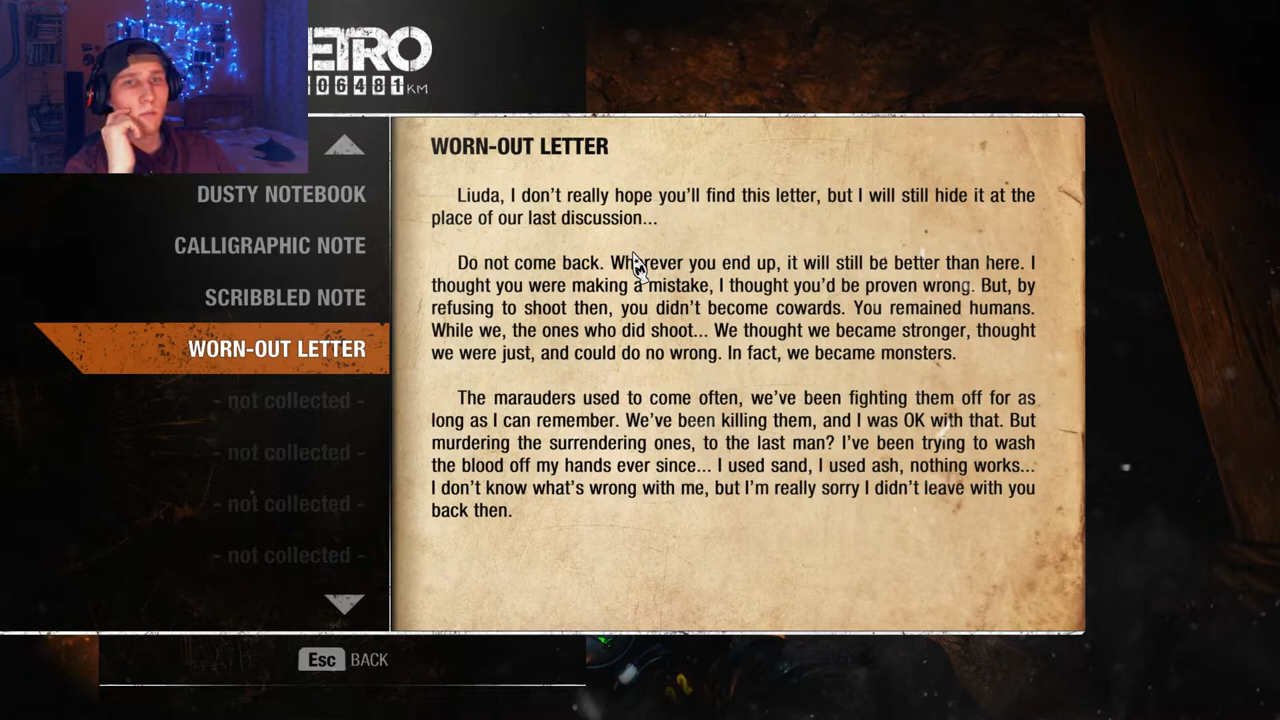 ETRO
06481KM
WORN-OUT LETTER
Liuda, I don't really hope you'll find this letter, but I will still hide it at the
place of our last discussion...
Do not come back. Wherever you end up, it will still be better than here. I
thought you were making a mistake, I thought you'd be proven wrong. But, by
refusing to shoot then, you didn't become cowards. You remained humans.
While we, the ones who did shoot... We thought we became stronger, thought
we were just, and could do no wrong. In fact, we became monsters.
The marauders used to come often, we've been fighting them off for as
long as I can remember. We've been killing them, and I was OK with that. But
murdering the surrendering ones, to the last man? I've been trying to wash
the blood off my hands ever since... I used sand, I used ash, nothing works...
I don't know what's wrong with me, but I'm really sorry I didn't leave with you
back then.
DUSTY NOTEBOOK
CALLIGRAPHIC NOTE
SCRIBBLED NOTE
WORN-OUT LETTER
- not collected -
- not collected -
- not collected -
- not collected -
Esc BACK